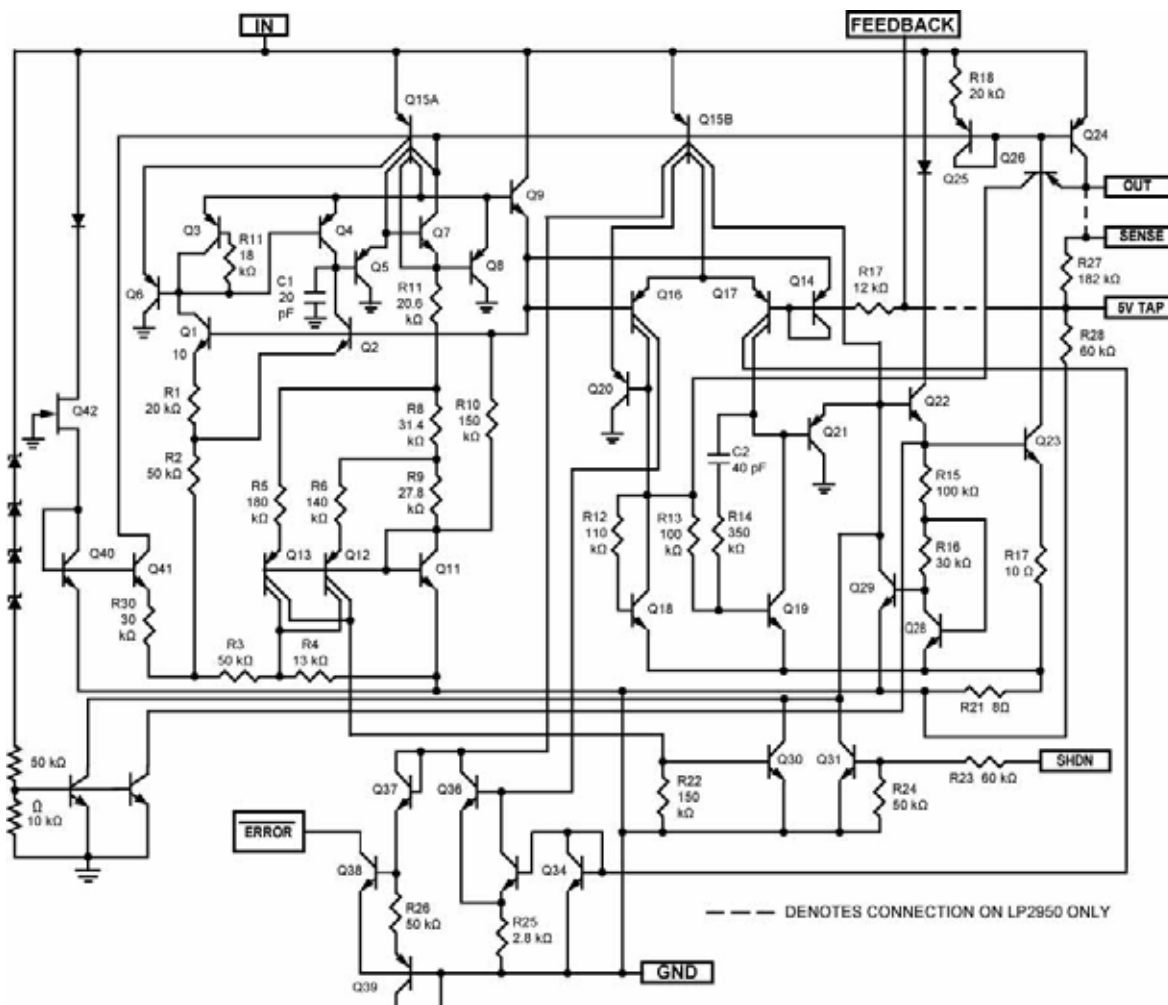 IN
FEEDBACK
R18
20 kΩ
Q15A
Q15B
Q24
Q26
Q25
OUT
Q9
SENSE
Q3
Q4
Q7
R11
18
kΩ
Q5
Q8
R27
182 kΩ
Q6
C1
20
pF
R11
20.6
kΩ
Q16
Q17
Q14
R17
12 kΩ
5V TAP
Q1
10
Q2
R28
60 kΩ
R1
20 kΩ
R8
31.4
kΩ
R10
150
kΩ
Q20
Q22
Q42
Q21
Q23
R2
50 kΩ
C2
40 pF
R9
27.8
kΩ
R15
100 kΩ
R5
180
kΩ
R6
140
kΩ
R12
110
kΩ
R13
100
kΩ
R14
350
kΩ
R16
30 kΩ
R17
10 Ω
Q40
Q41
Q13
Q12
Q11
Q18
Q19
Q29
Q28
R30
30
kΩ
R3
50 kΩ
R4
13 kΩ
R21 8Ω
50 kΩ
Ω
10 kΩ
Q37
Q36
R22
150
kΩ
Q30
Q31
R24
50 kΩ
R23 60 kΩ
SHDN
ERROR
Q38
Q34
R26
50 kΩ
R25
2.8 kΩ
DENOTES CONNECTION ON LP2950 ONLY
GND
Q39